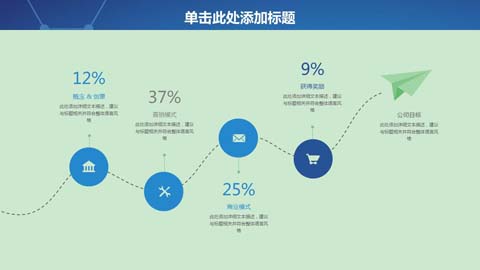 单击此处添加标题
12%
概念 & 创意
此处添加详细文本描述，建议
与标题相关并符合整体语言风
格
37%
营销模式
此处添加详细文本描述，建议
与标题相关并符合整体语言风
格
25%
商业模式
此处添加详细文本描述，建议
与标题相关并符合整体语言风
格
9%
获得奖励
此处添加详细文本描述，建议
与标题相关并符合整体语言风
格
公司目标
此处添加详细文本描述，建议
与标题相关并符合整体语言风
格